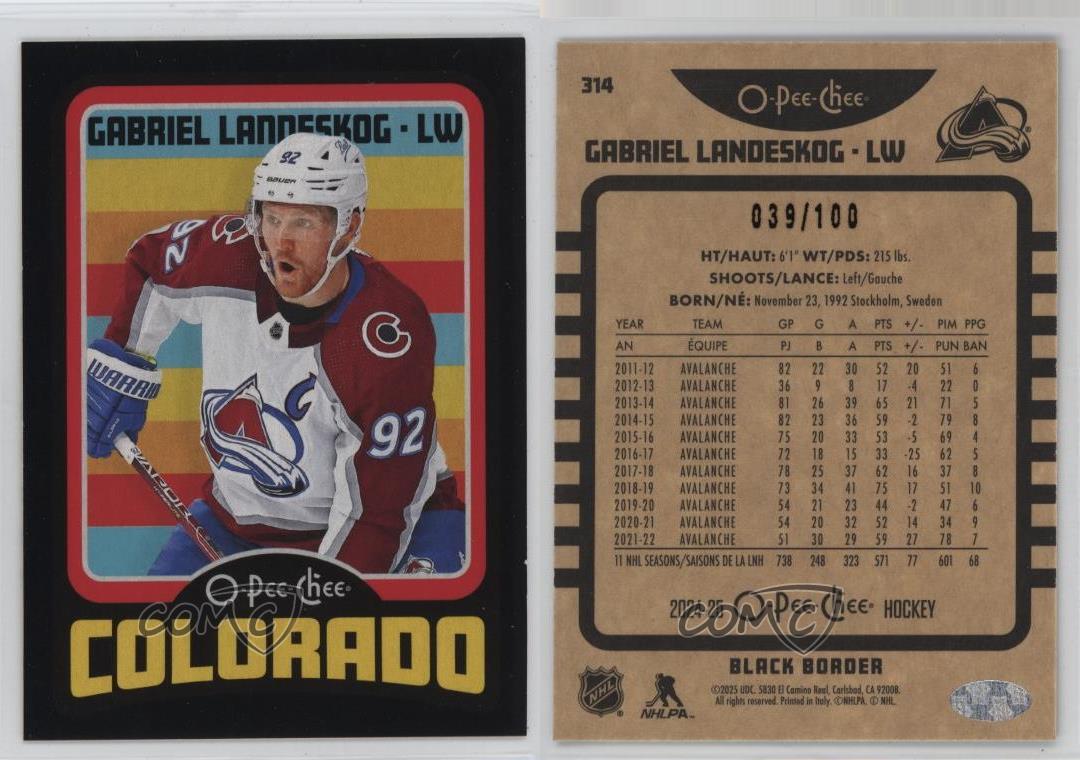 GABRIEL LANDESKOG · LW
92
BAUER
92
C
WARRIOR
C
92
WARRIOR
O-Pee-Chee
COMC
COLORADO
314
O-Pee-Chee
GABRIEL LANDESKOG · LW
039/100
HT/HAUT: 6'1" WT/PDS: 215 lbs.
SHOOTS/LANCE: Left/Gauche
BORN/NÉ: November 23, 1992 Stockholm, Sweden
YEAR TEAM GP G A PTS +/- PIM PPG
AN ÉQUIPE PJ B A PTS +/- PUN BAN
2011-12 AVALANCHE 82 22 30 52 20 51 6
2012-13 AVALANCHE 36 9 8 17 -4 22 0
2013-14 AVALANCHE 81 26 39 65 21 71 5
2014-15 AVALANCHE 82 23 36 59 -2 79 8
2015-16 AVALANCHE 75 20 33 53 -5 69 4
2016-17 AVALANCHE 72 18 15 33 -25 62 5
2017-18 AVALANCHE 78 25 37 62 16 37 8
2018-19 AVALANCHE 73 34 41 75 17 51 10
2019-20 AVALANCHE 54 21 23 44 -2 47 6
2020-21 AVALANCHE 54 20 32 52 14 34 9
2021-22 AVALANCHE 51 30 29 59 27 78 7
11 NHL SEASONS/SAISONS DE LA LNH 738 248 323 571 77 601 68
2024-25 O-Pee-Chee HOCKEY
COMC
BLACK BORDER
NHL
NHLPA
©2025 UDC. 5830 El Camino Real, Carlsbad, CA 92008.
All rights reserved. Printed in Italy. ©NHLPA. © NHL.